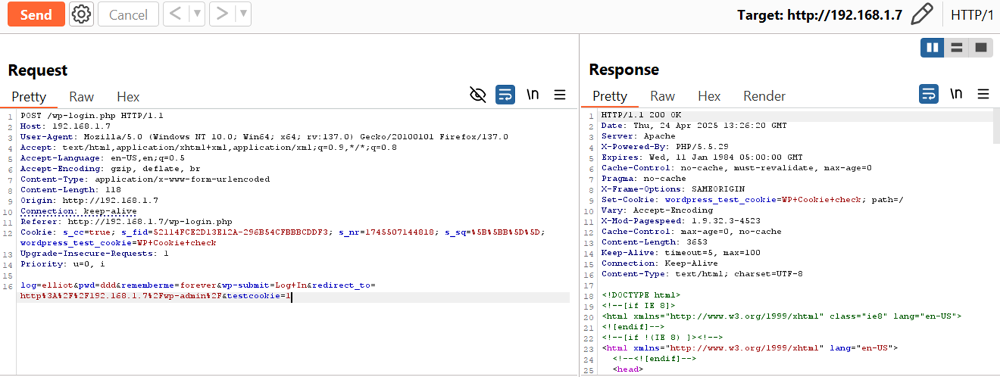 Send Cancel < > Target: http://192.168.1.7 HTTP/1
Request
Pretty Raw Hex \n
1 POST /wp-login.php HTTP/1.1
2 Host: 192.168.1.7
3 User-Agent: Mozilla/5.0 (Windows NT 10.0; Win64; x64; rv:137.0) Gecko/20100101 Firefox/137.0
4 Accept: text/html,application/xhtml+xml,application/xml;q=0.9,*/*;q=0.8
5 Accept-Language: en-US,en;q=0.5
6 Accept-Encoding: gzip, deflate, br
7 Content-Type: application/x-www-form-urlencoded
8 Content-Length: 118
9 Origin: http://192.168.1.7
10 Connection: keep-alive
11 Referer: http://192.168.1.7/wp-login.php
12 Cookie: s_cc=true; s_fid=52114FCE2D13E12A-296B54CFBBBCDDF3; s_nr=1745507144818; s_sq=%5B%5BB%5D%5D;
wordpress_test_cookie=WP+Cookie+check
13 Upgrade-Insecure-Requests: 1
14 Priority: u=0, i
15
16 log=elliot&pwd=ddd&rememberme=forever&wp-submit=Log+In&redirect_to=
http%3A%2F%2F192.168.1.7%2Fwp-admin%2F&testcookie=1
Response
Pretty Raw Hex Render \n
1 HTTP/1.1 200 OK
2 Date: Thu, 24 Apr 2025 13:26:20 GMT
3 Server: Apache
4 X-Powered-By: PHP/5.5.29
5 Expires: Wed, 11 Jan 1984 05:00:00 GMT
6 Cache-Control: no-cache, must-revalidate, max-age=0
7 Pragma: no-cache
8 X-Frame-Options: SAMEORIGIN
9 Set-Cookie: wordpress_test_cookie=WP+Cookie+check; path=/
10 Vary: Accept-Encoding
11 X-Mod-Pagespeed: 1.9.32.3-4523
12 Cache-Control: max-age=0, no-cache
13 Content-Length: 3653
14 Keep-Alive: timeout=5, max=100
15 Connection: Keep-Alive
16 Content-Type: text/html; charset=UTF-8
17
18 <!DOCTYPE html>
19 <!--[if IE 8]>
20 <html xmlns="http://www.w3.org/1999/xhtml" class="ie8" lang="en-US">
21 <![endif]-->
22 <!--[if !(IE 8) ]><!-->
23 <html xmlns="http://www.w3.org/1999/xhtml" lang="en-US">
24 <!--<![endif]-->
25 <head>